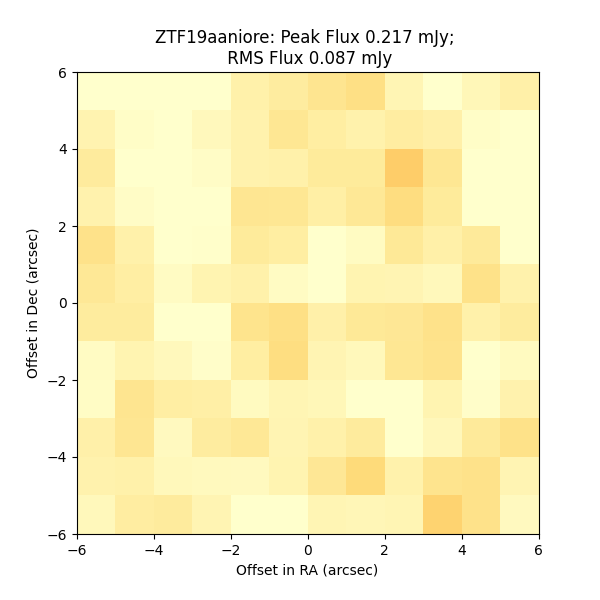 ZTF19aaniore: Peak Flux 0.217 mJy;
RMS Flux 0.087 mJy
6
4
2
0
−2
−4
−6
Offset in Dec (arcsec)
−6 −4 −2 0 2 4 6
Offset in RA (arcsec)